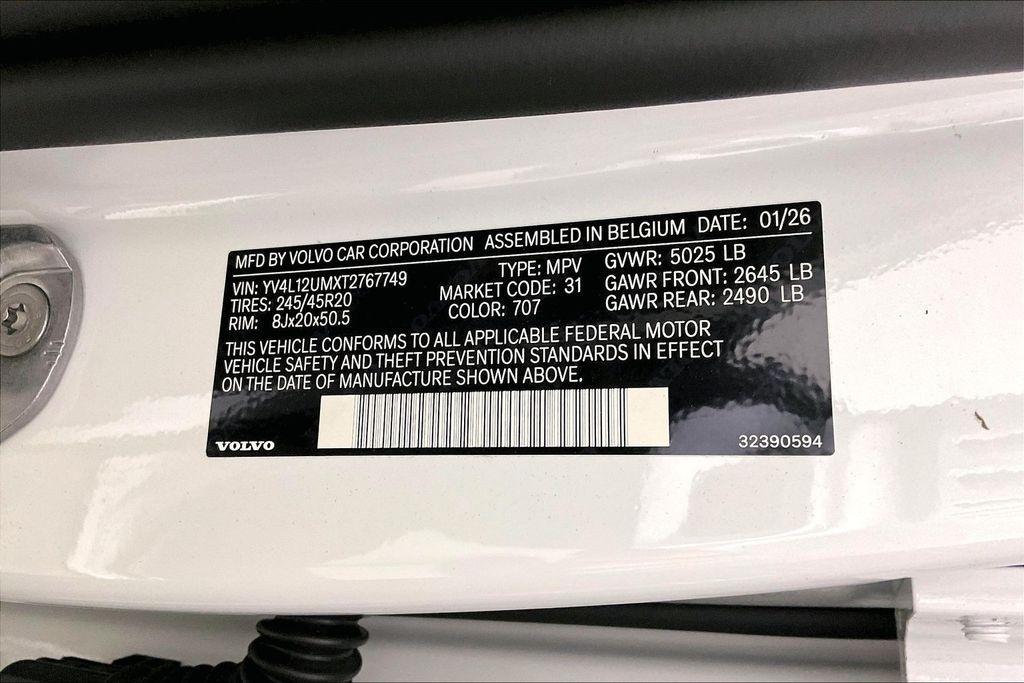 MFD BY VOLVO CAR CORPORATION ASSEMBLED IN BELGIUM DATE: 01/26
VIN: YV4L12UMXT2767749 TYPE: MPV GVWR: 5025 LB
TIRES: 245/45R20 MARKET CODE: 31 GAWR FRONT: 2645 LB
RIM: 8Jx20x50.5 COLOR: 707 GAWR REAR: 2490 LB
THIS VEHICLE CONFORMS TO ALL APPLICABLE FEDERAL MOTOR
VEHICLE SAFETY AND THEFT PREVENTION STANDARDS IN EFFECT
ON THE DATE OF MANUFACTURE SHOWN ABOVE.
VOLVO 32390594